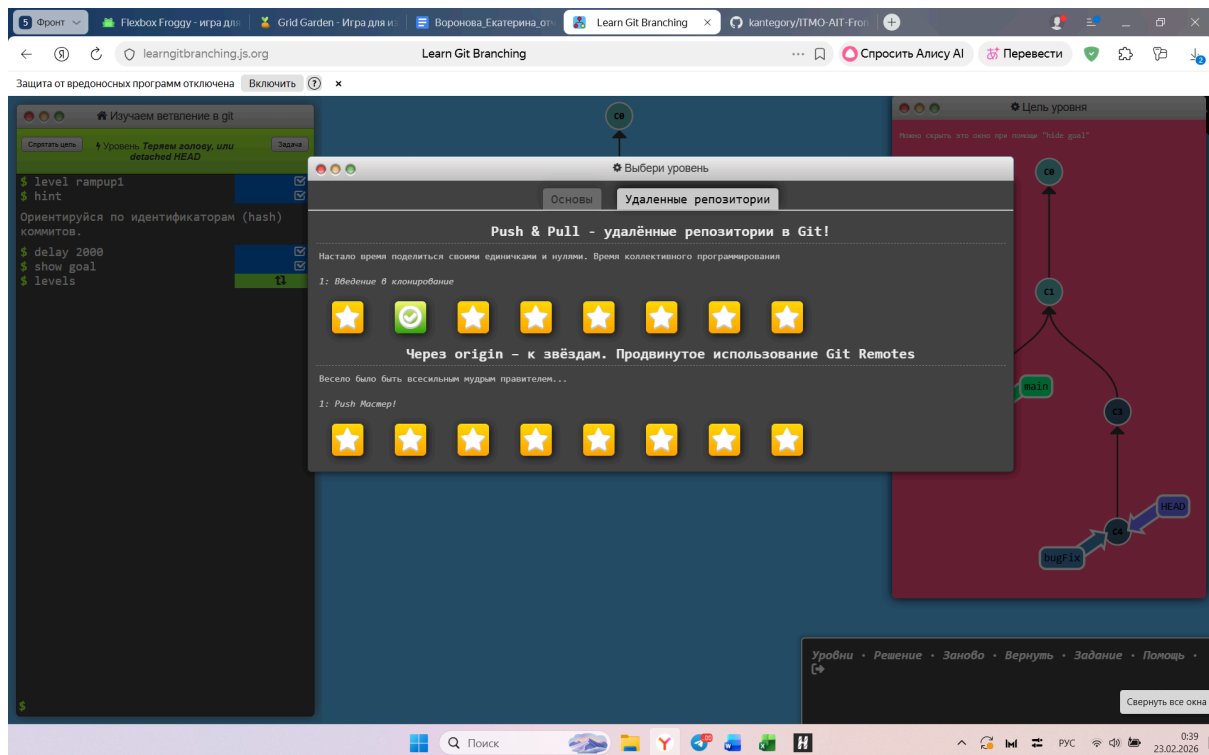 5 Фронт
Flexbox Froggy - игра для
Grid Garden - Игра для из
Воронова_Екатерина_отч
Learn Git Branching
kantegory/ITMO-AIT-Fron
learngitbranching.js.org
Learn Git Branching
Спросить Алису AI
Перевести
2
Защита от вредоносных программ отключена Включить ? ×
Изучаем ветвление в git
Спрятать цель
Уровень Теряем голову, или detached HEAD
Задача
$ level rampup1
$ hint
Ориентируйся по идентификаторам (hash)
коммитов.
$ delay 2000
$ show goal
$ levels
$
C0
Выбери уровень
Основы
Удаленные репозитории
Push & Pull - удалённые репозитории в Git!
Настало время поделиться своими единичками и нулями. Время коллективного программирования
1: Введение в клонирование
Через origin – к звёздам. Продвинутое использование Git Remotes
Весело было быть всесильным мудрым правителем...
1: Push Мастер!
Цель уровня
Можно скрыть это окно при помощи "hide goal"
C0
C1
main
C3
HEAD
C4
bugFix
Уровни • Решение • Заново • Вернуть • Задание • Помощь •
Свернуть все окна
Поиск
РУС
0:39
23.02.2026